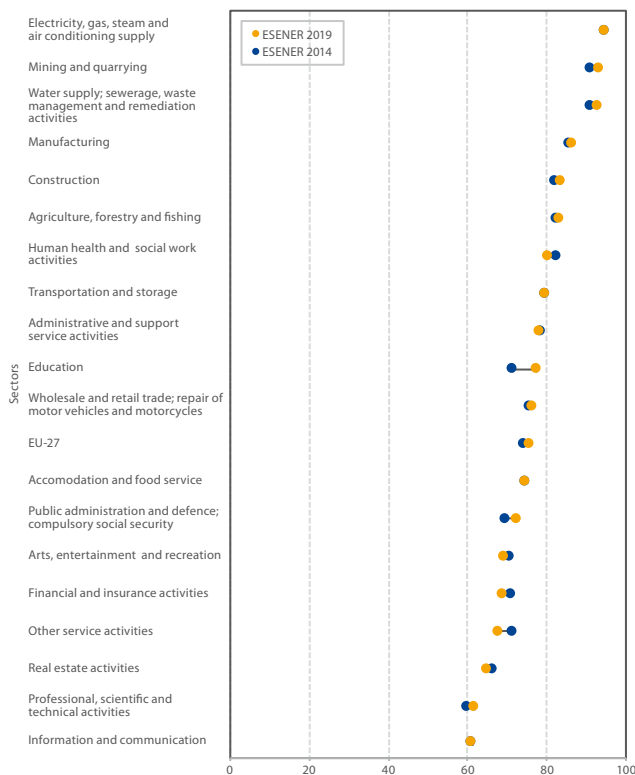 Electricity, gas, steam and
air conditioning supply
ESENER 2019
ESENER 2014
Mining and quarrying
Water supply; sewerage, waste
management and remediation
activities
Manufacturing
Construction
Agriculture, forestry and fishing
Human health and social work
activities
Transportation and storage
Administrative and support
service activities
Sectors
Education
Wholesale and retail trade; repair of
motor vehicles and motorcycles
EU-27
Accomodation and food service
Public administration and defence;
compulsory social security
Arts, entertainment and recreation
Financial and insurance activities
Other service activities
Real estate activities
Professional, scientific and
technical activities
Information and communication
0 20 40 60 80 100